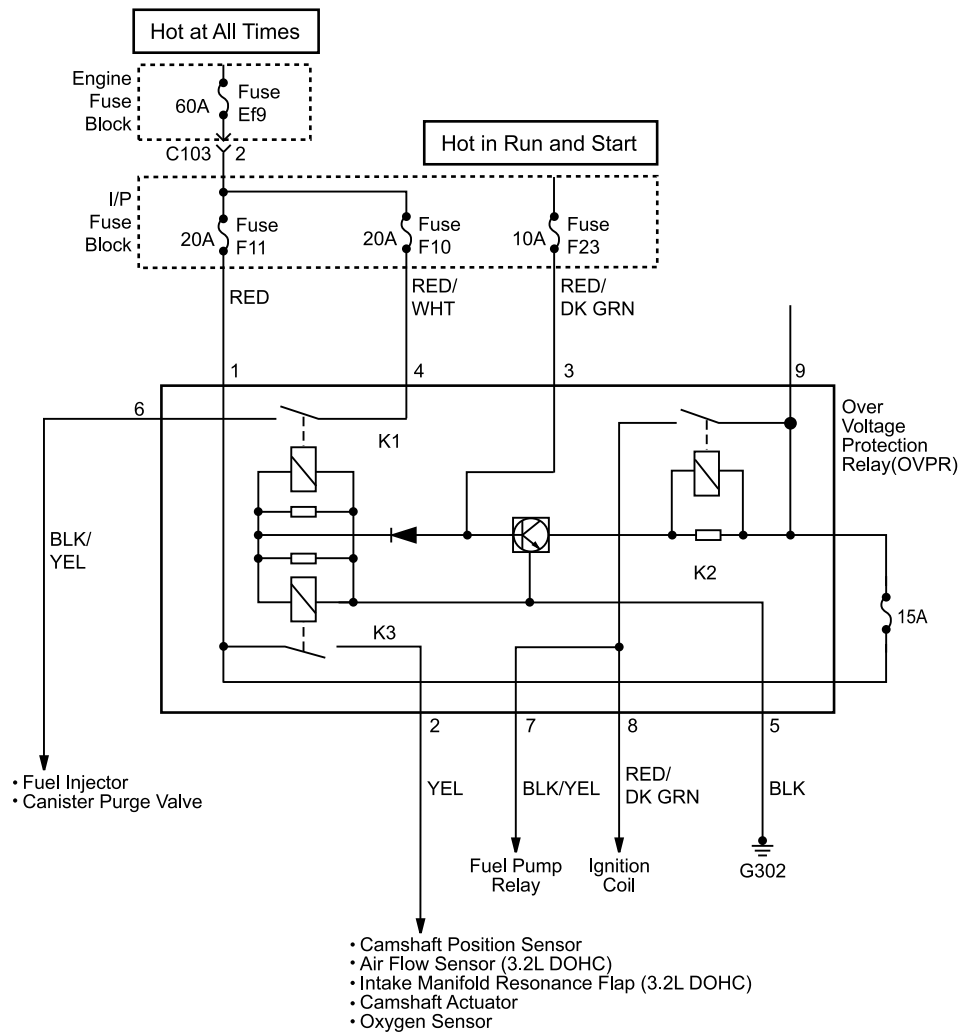 Hot at All Times
Engine
Fuse
Block
60A
Fuse
Ef9
C103
2
Hot in Run and Start
I/P
Fuse
Block
20A
Fuse
F11
20A
Fuse
F10
10A
Fuse
F23
RED
RED/
WHT
RED/
DK GRN
1
4
3
9
6
K1
Over
Voltage
Protection
Relay(OVPR)
BLK/
YEL
K2
15A
K3
2
7
8
5
• Fuel Injector
• Canister Purge Valve
YEL
BLK/YEL
RED/
DK GRN
BLK
Fuel Pump
Relay
Ignition
Coil
G302
• Camshaft Position Sensor
• Air Flow Sensor (3.2L DOHC)
• Intake Manifold Resonance Flap (3.2L DOHC)
• Camshaft Actuator
• Oxygen Sensor